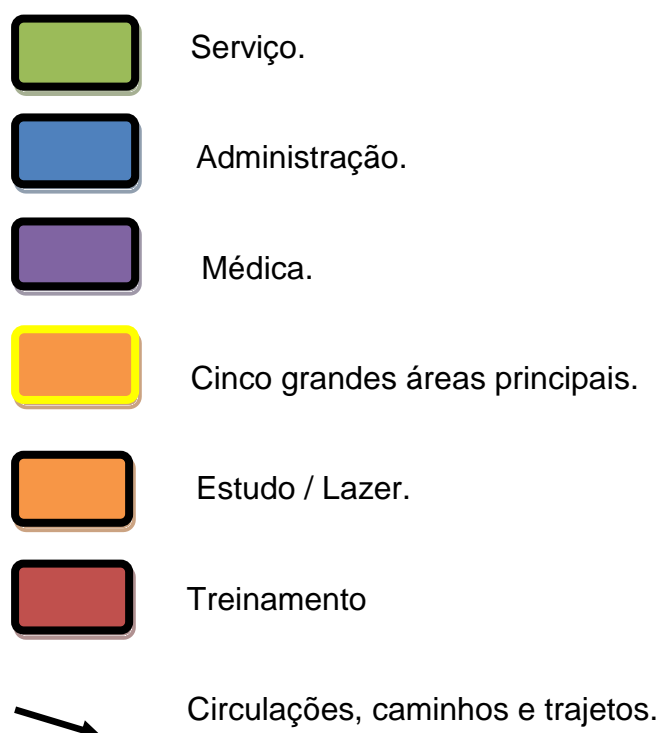 Serviço.
Administração.
Médica.
Cinco grandes áreas principais.
Estudo / Lazer.
Treinamento
Circulações, caminhos e trajetos.